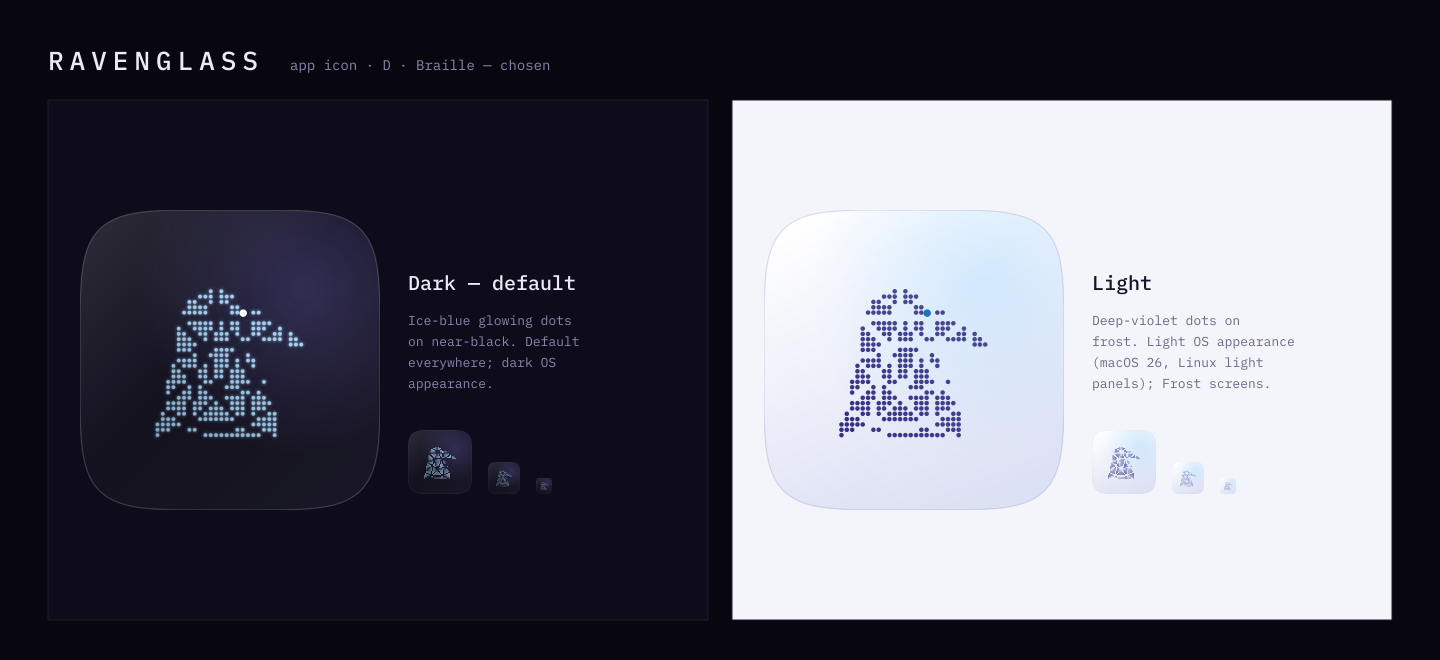 RAVENGLASS
app icon · D · Braille — chosen
Dark — default
Ice-blue glowing dots
on near-black. Default
everywhere; dark OS
appearance.
Light
Deep-violet dots on
frost. Light OS appearance
(macOS 26, Linux light
panels); Frost screens.